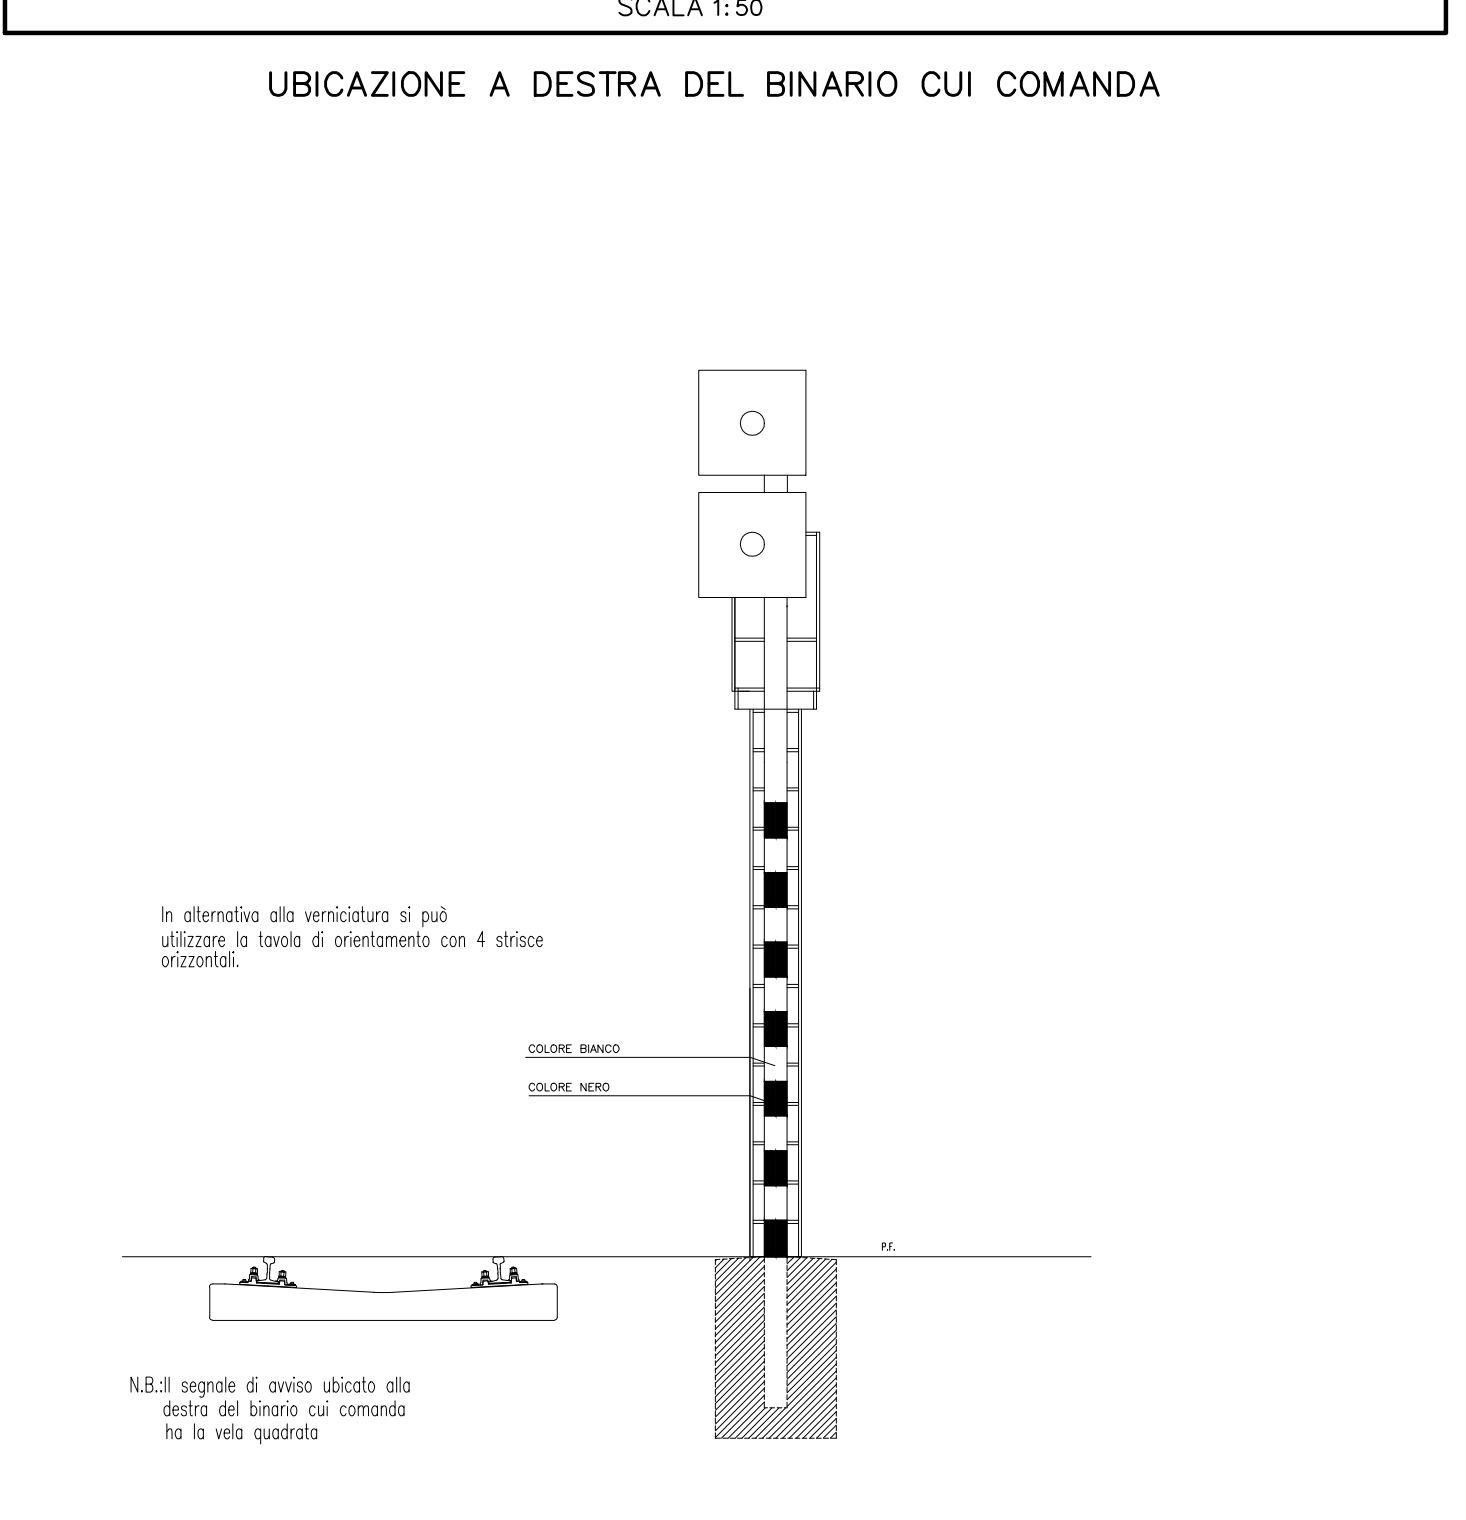 SCALA 1:50
UBICAZIONE A DESTRA DEL BINARIO CUI COMANDA
In alternativa alla verniciatura si può
utilizzare la tavola di orientamento con 4 strisce
orizzontali.
COLORE BIANCO
COLORE NERO
P.F.
N.B.:Il segnale di avviso ubicato alla
destra del binario cui comanda
ha la vela quadrata